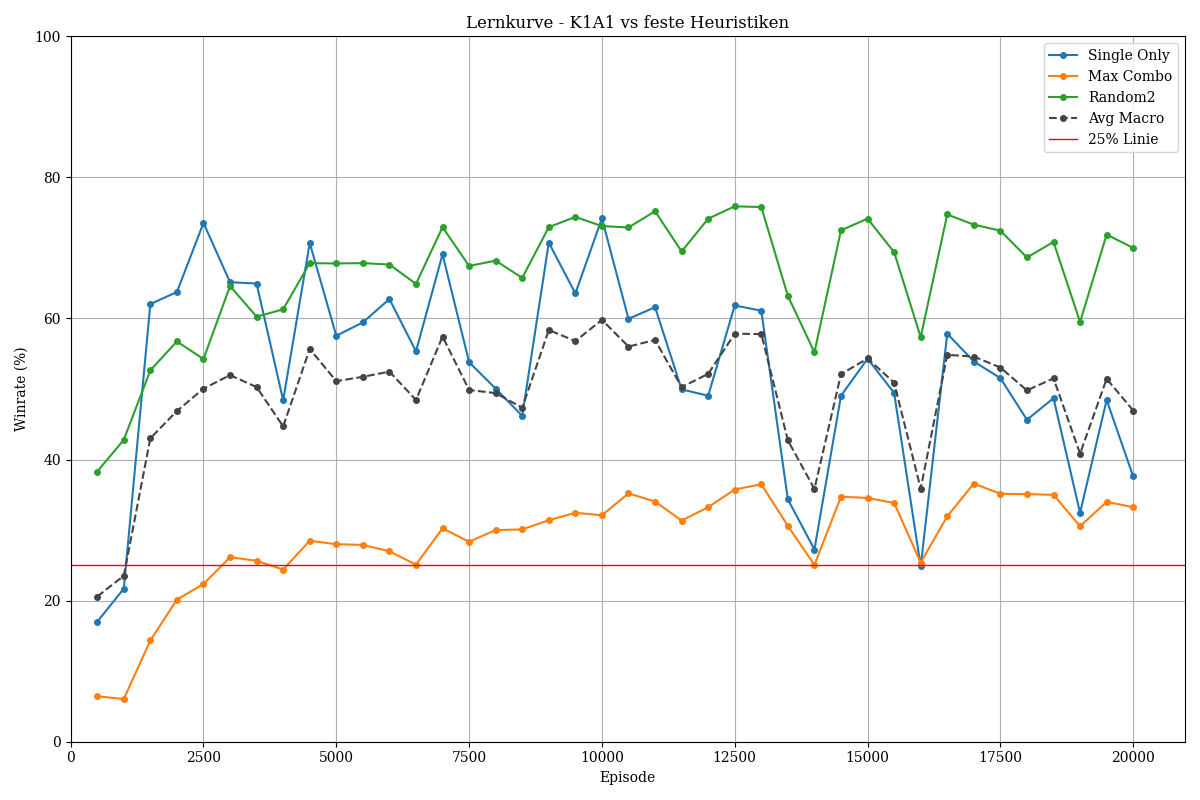 Lernkurve - K1A1 vs feste Heuristiken
100
80
60
40
20
0
Winrate (%)
Single Only
Max Combo
Random2
Avg Macro
25% Linie
0 2500 5000 7500 10000 12500 15000 17500 20000
Episode